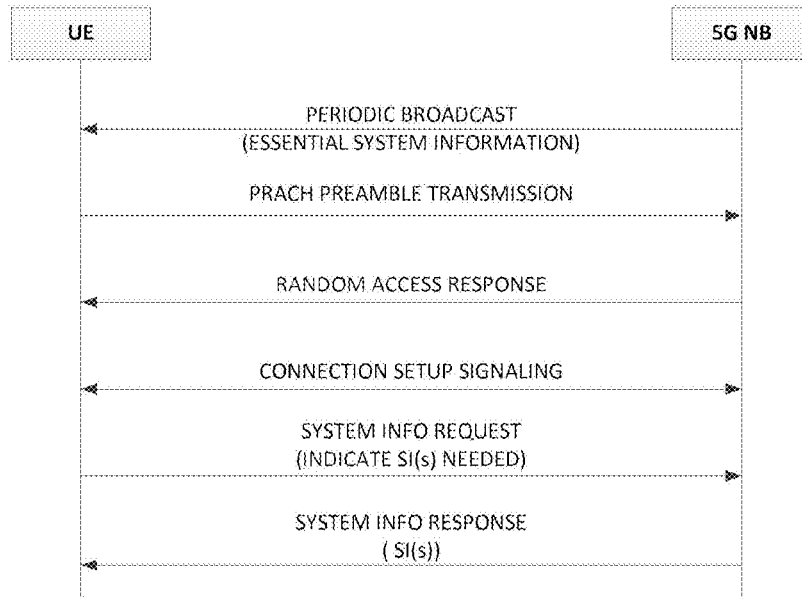 UE
5G NB
PERIODIC BROADCAST
(ESSENTIAL SYSTEM INFORMATION)
PRACH PREAMBLE TRANSMISSION
RANDOM ACCESS RESPONSE
CONNECTION SETUP SIGNALING
SYSTEM INFO REQUEST
(INDICATE SI(s) NEEDED)
SYSTEM INFO RESPONSE
( SI(s))